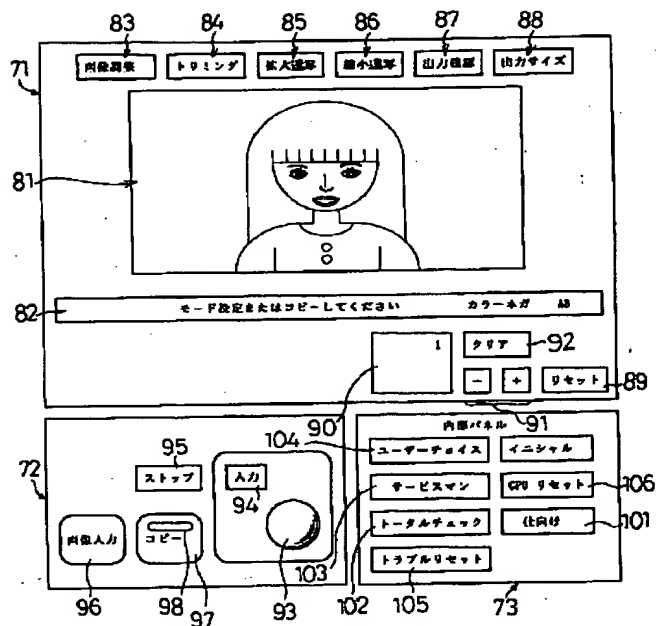 83 84 85 86 87 88
画像調整 トリミング 拡大連写 縮小連写 出力確認 出力サイズ
71
81
82 モード設定またはコピーしてください カラーネガ A3
1 クリア 92
- + リセット 89
90 91
104 内部パネル
72 95 ユーザーチョイス イニシャル
ストップ 入力
94 サービスマン CPU リセット 106
画像入力 コピー トータルチェック 仕向け 101
102
103 トラブルリセット
96 98 97 93 105 73